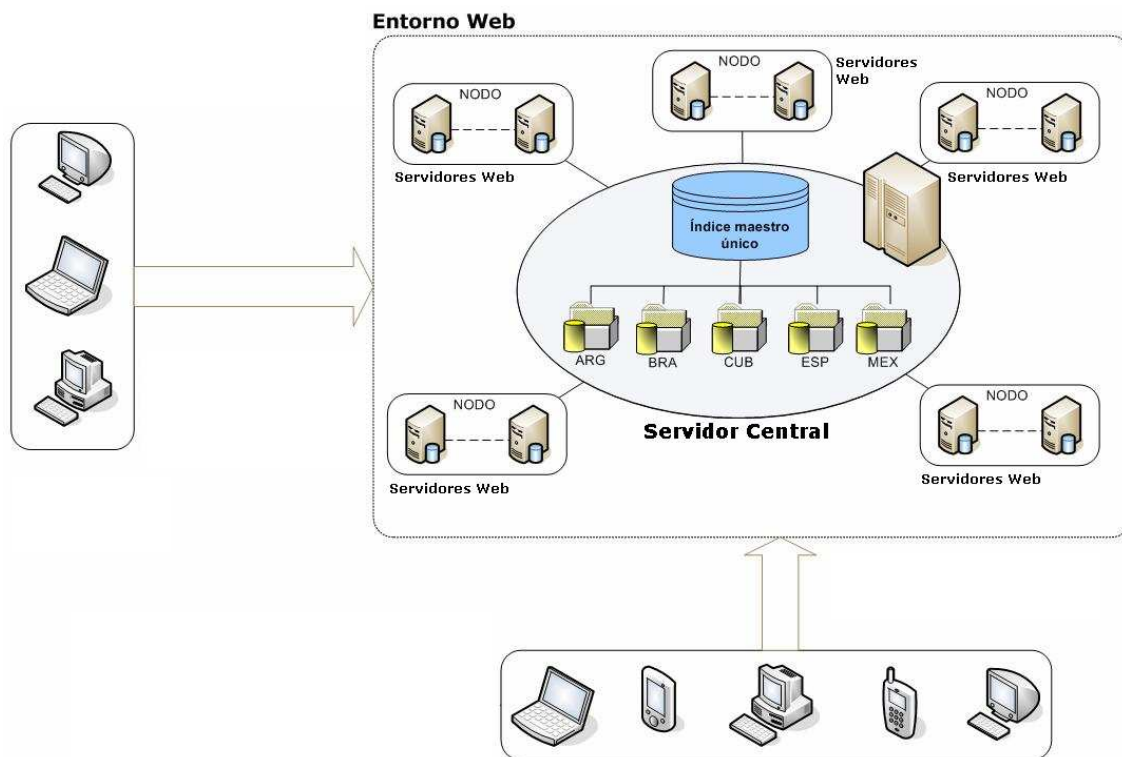 Entorno Web
NODO
Servidores Web
NODO
Servidores
Web
NODO
Servidores Web
Índice maestro
único
ARG
BRA
CUB
ESP
MEX
Servidor Central
NODO
Servidores Web
NODO
Servidores Web